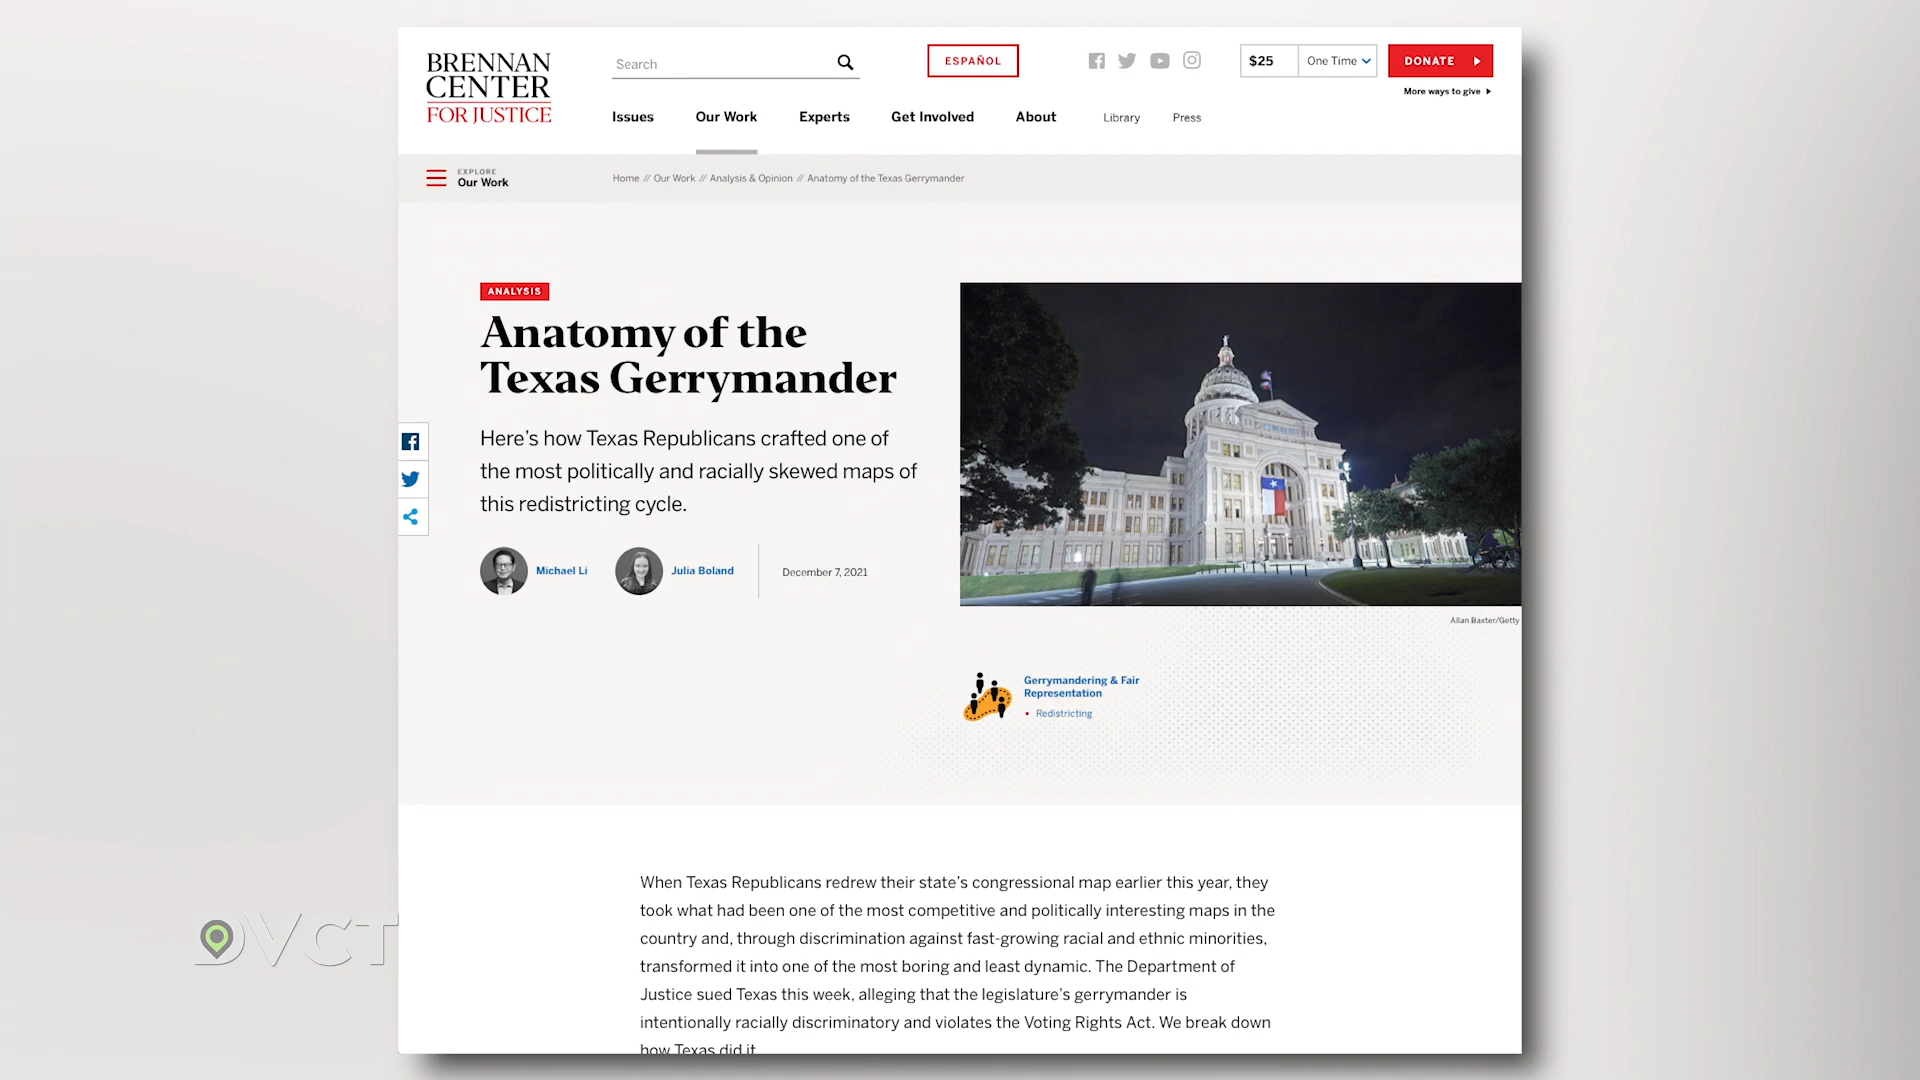 BRENNAN
CENTER
FOR JUSTICE
Search
ESPAÑOL
$25
One Time
DONATE
More ways to give
Issues
Our Work
Experts
Get Involved
About
Library
Press
EXPLORE
Our Work
Home // Our Work // Analysis & Opinion // Anatomy of the Texas Gerrymander
ANALYSIS
Anatomy of the
Texas Gerrymander
Here's how Texas Republicans crafted one of
the most politically and racially skewed maps of
this redistricting cycle.
Michael Li
Julia Boland
December 7, 2021
Allan Baxter/Getty
Gerrymandering & Fair
Representation
Redistricting
When Texas Republicans redrew their state's congressional map earlier this year, they
took what had been one of the most competitive and politically interesting maps in the
country and, through discrimination against fast-growing racial and ethnic minorities,
transformed it into one of the most boring and least dynamic. The Department of
Justice sued Texas this week, alleging that the legislature's gerrymander is
intentionally racially discriminatory and violates the Voting Rights Act. We break down
how Texas did it
DVCT